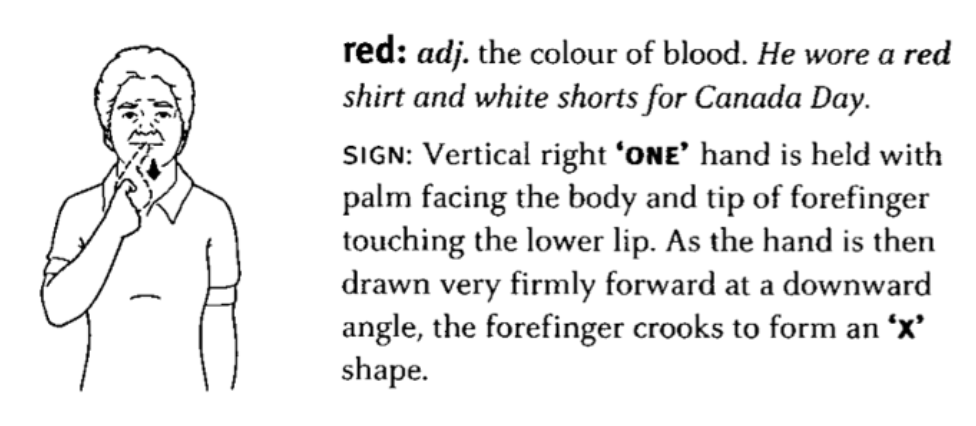 red: adj. the colour of blood. He wore a red
shirt and white shorts for Canada Day.
SIGN: Vertical right ‘ONE’ hand is held with
palm facing the body and tip of forefinger
touching the lower lip. As the hand is then
drawn very firmly forward at a downward
angle, the forefinger crooks to form an ‘X’
shape.